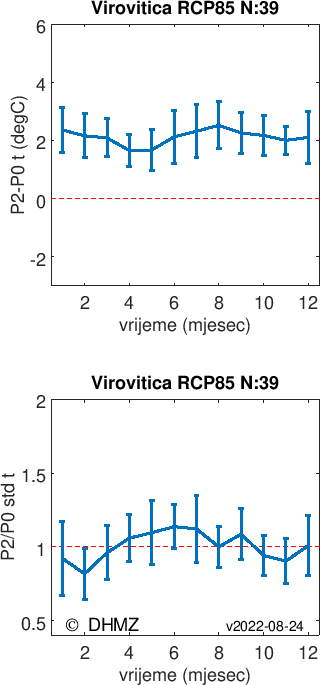 Virovitica RCP85 N:39
6
4
2
0
-2
P2-P0 t (degC)
2 4 6 8 10 12
vrijeme (mjesec)
Virovitica RCP85 N:39
2
1.5
1
0.5
P2/P0 std t
© DHMZ v2022-08-24
2 4 6 8 10 12
vrijeme (mjesec)